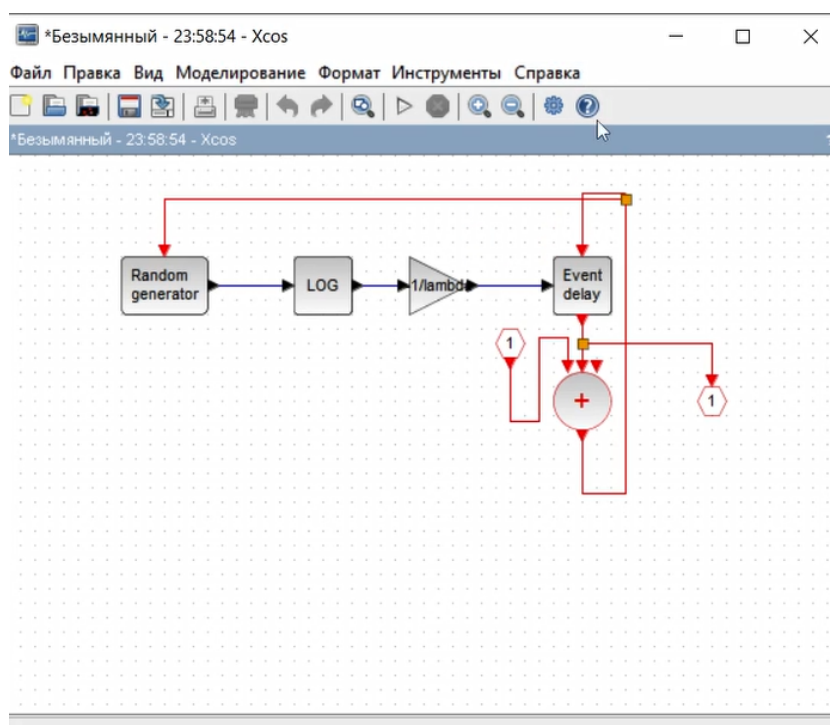 *Безымянный - 23:58:54 - Xcos
Файл Правка Вид Моделирование Формат Инструменты Справка
*Безымянный - 23:58:54 - Xcos
Random
generator
LOG
1/lambd
Event
delay
1
+
1